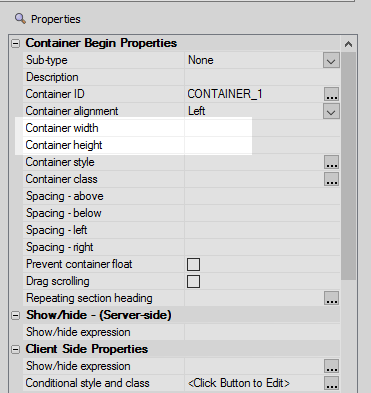 Properties
Container Begin Properties
Sub-type None
Description
Container ID CONTAINER_1 ...
Container alignment Left
Container width
Container height
Container style ...
Container class ...
Spacing - above
Spacing - below
Spacing - left
Spacing - right
Prevent container float
Drag scrolling
Repeating section heading ...
Show/hide - (Server-side)
Show/hide expression
Client Side Properties
Show/hide expression ...
Conditional style and class <Click Button to Edit> ...